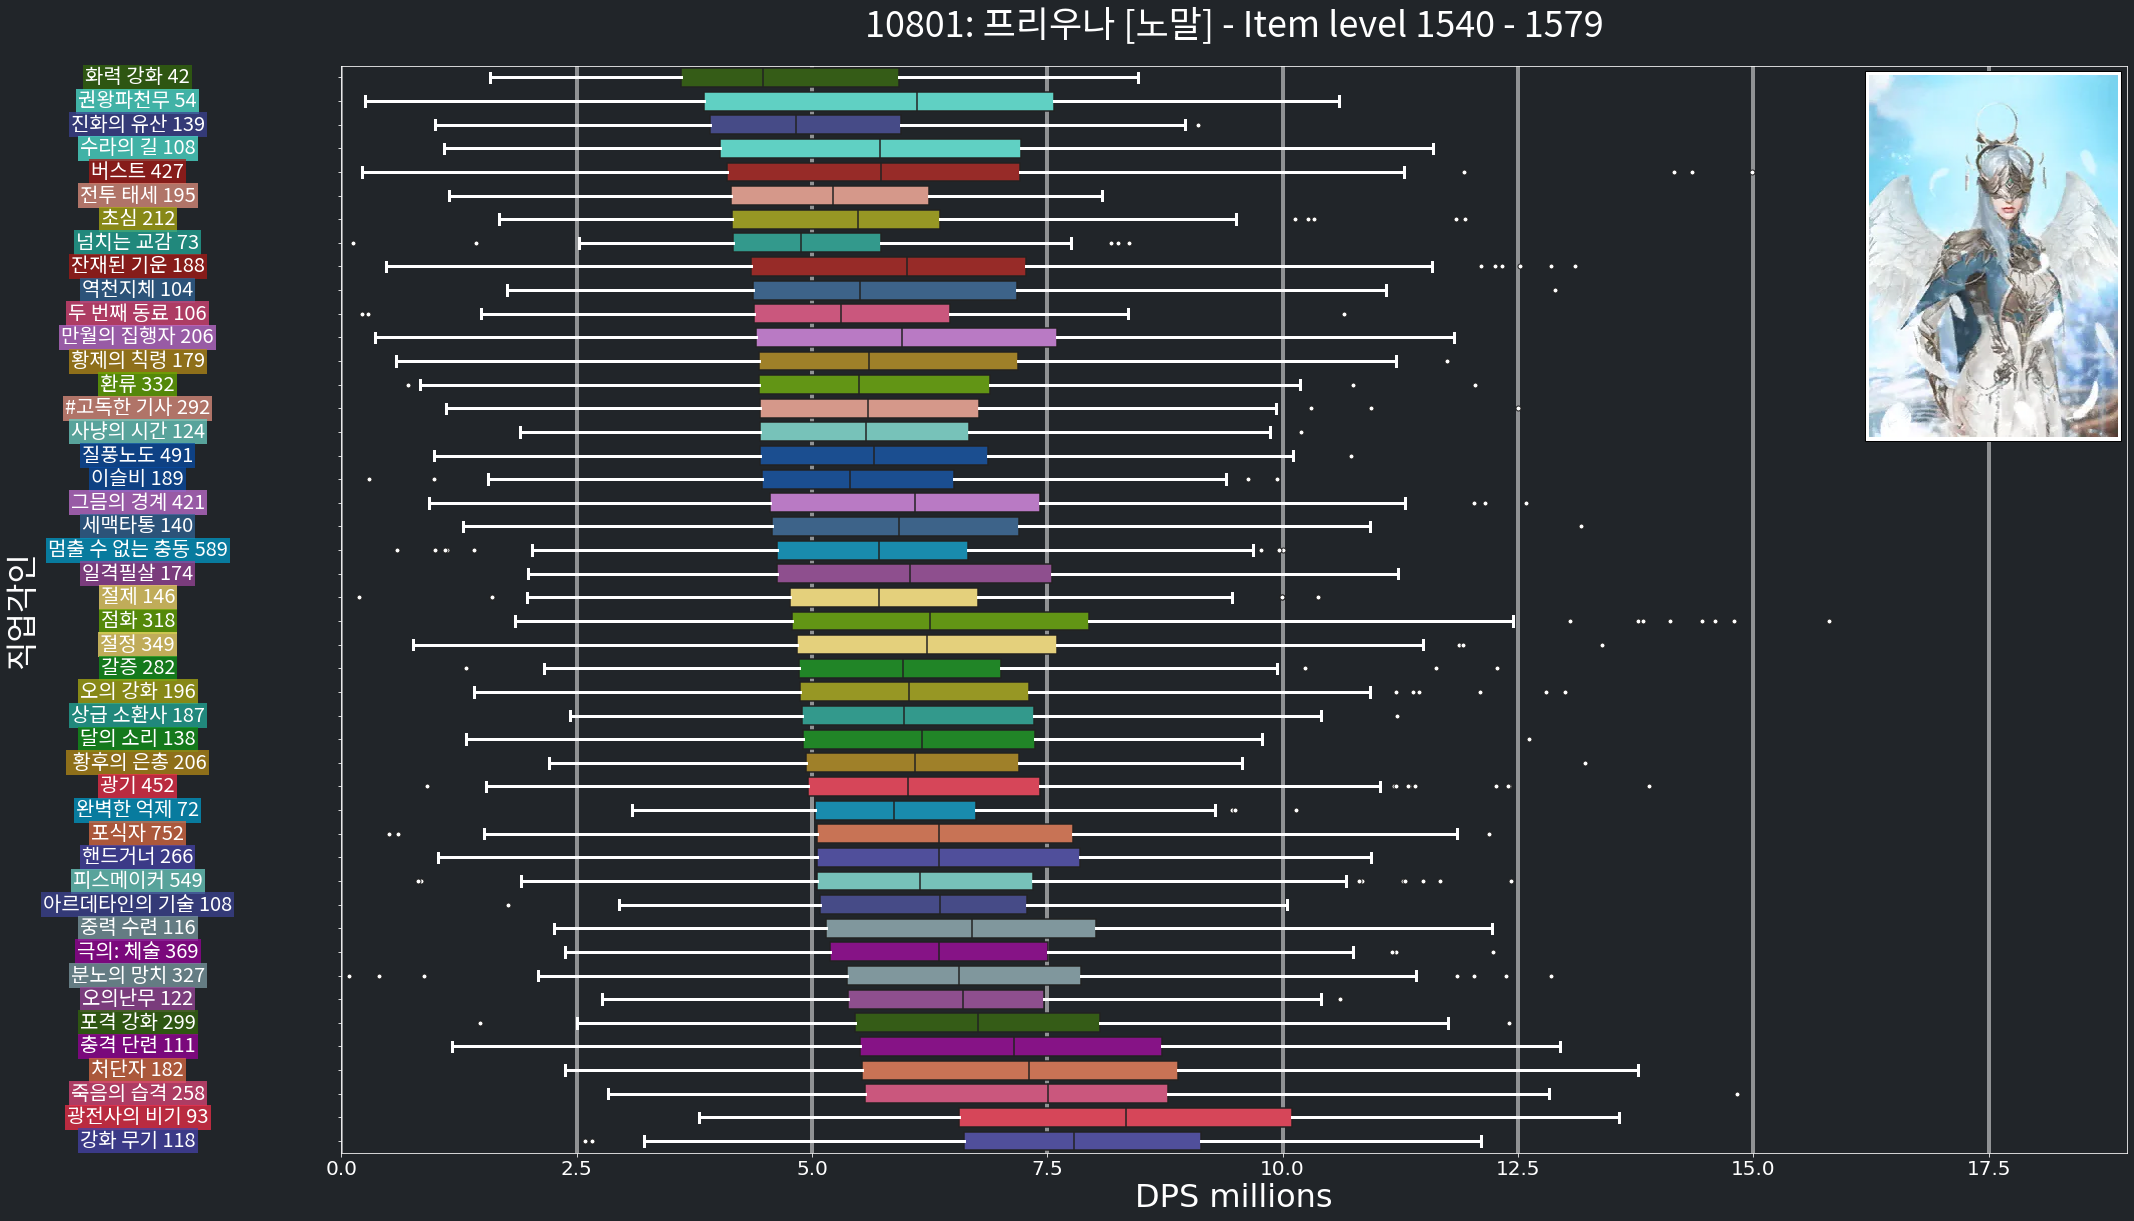 10801: 프리우나 [노말] - Item level 1540 - 1579
직업각인
화력 강화 42
권왕파천무 54
진화의 유산 139
수라의 길 108
버스트 427
전투 태세 195
초심 212
넘치는 교감 73
잔재된 기운 188
역천지체 104
두 번째 동료 106
만월의 집행자 206
황제의 칙령 179
환류 332
#고독한 기사 292
사냥의 시간 124
질풍노도 491
이슬비 189
그믐의 경계 421
세맥타통 140
멈출 수 없는 충동 589
일격필살 174
절제 146
점화 318
절정 349
갈증 282
오의 강화 196
상급 소환사 187
달의 소리 138
황후의 은총 206
광기 452
완벽한 억제 72
포식자 752
핸드거너 266
피스메이커 549
아르데타인의 기술 108
중력 수련 116
극의: 체술 369
분노의 망치 327
오의난무 122
포격 강화 299
충격 단련 111
처단자 182
죽음의 습격 258
광전사의 비기 93
강화 무기 118
0.0 2.5 5.0 7.5 10.0 12.5 15.0 17.5
DPS millions